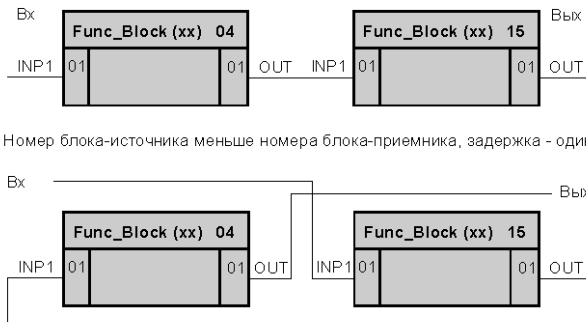 Вх Вых
Func_Block (xx) 04 Func_Block (xx) 15
INP1 01 01 OUT INP1 01 01 OUT
Номер блока-источника меньше номера блока-приемника, задержка - один
Вх Вых
Func_Block (xx) 04 Func_Block (xx) 15
INP1 01 01 OUT INP1 01 01 OUT